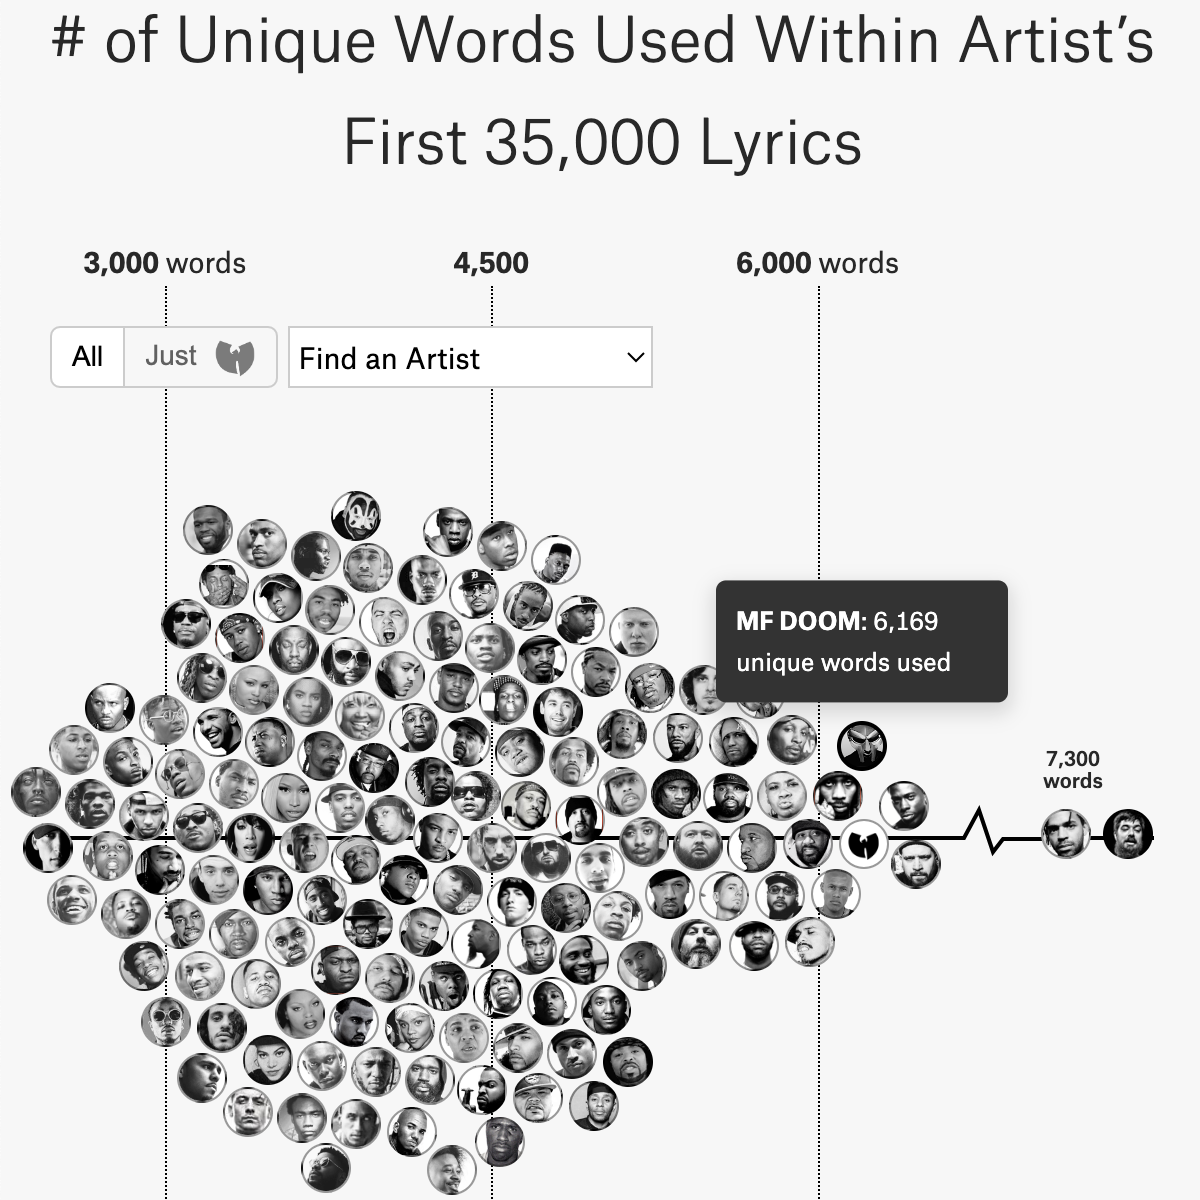 # of Unique Words Used Within Artist’s
First 35,000 Lyrics
3,000 words
4,500
6,000 words
All
Just
Find an Artist
MF DOOM: 6,169
unique words used
7,300
words